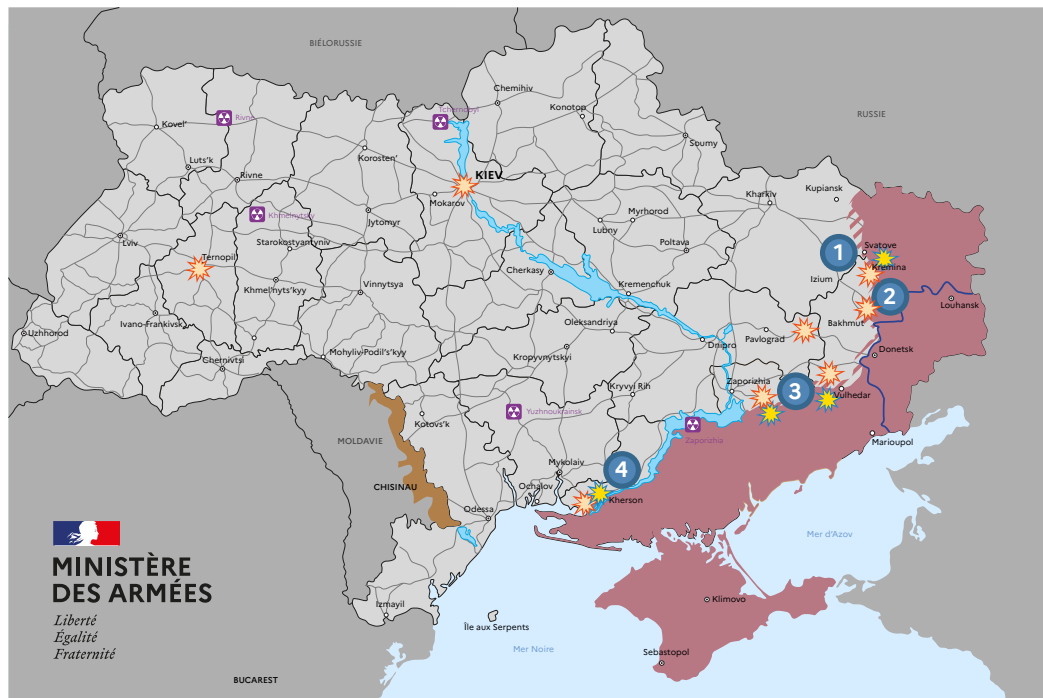 BIÉLORUSSIE
RUSSIE
Chernihiv
Konotop
Tchernobyl
Rivne
Kovel'
Soumy
Korosten'
Luts'k
Rivne
KIEV
Mokarov
Kharkiv
Kupiansk
Khmelnytsky
Jytomyr
Myrhorod
Lubny
Poltava
Lviv
Starokostyantyniv
Ternopil
1
Svatove
Kremina
Izium
Cherkasy
Khmel'nyts'kyy
Vinnytsya
Kremenchuk
2
Louhansk
Ivano-Frankivsk
Oleksandriya
Bakhmut
Uzhhorod
Pavlograd
Dnipro
Chernivtsi
Mohyliv-Podil's'kyy
Kropyvnytskyi
Donetsk
Zaporizhia
3
Kryvyi Rih
Vulhedar
Yuzhnoukrainsk
Kotovs'k
Zaporizhia
MOLDAVIE
Marioupol
4
Mykolaiv
CHISINAU
Ochalov
Kherson
Odessa
Mer d'Azov
MINISTÈRE
DES ARMÉES
Liberté
Égalité
Fraternité
Izmayil
Île aux Serpents
Klimovo
Mer Noire
Sebastopol
BUCAREST